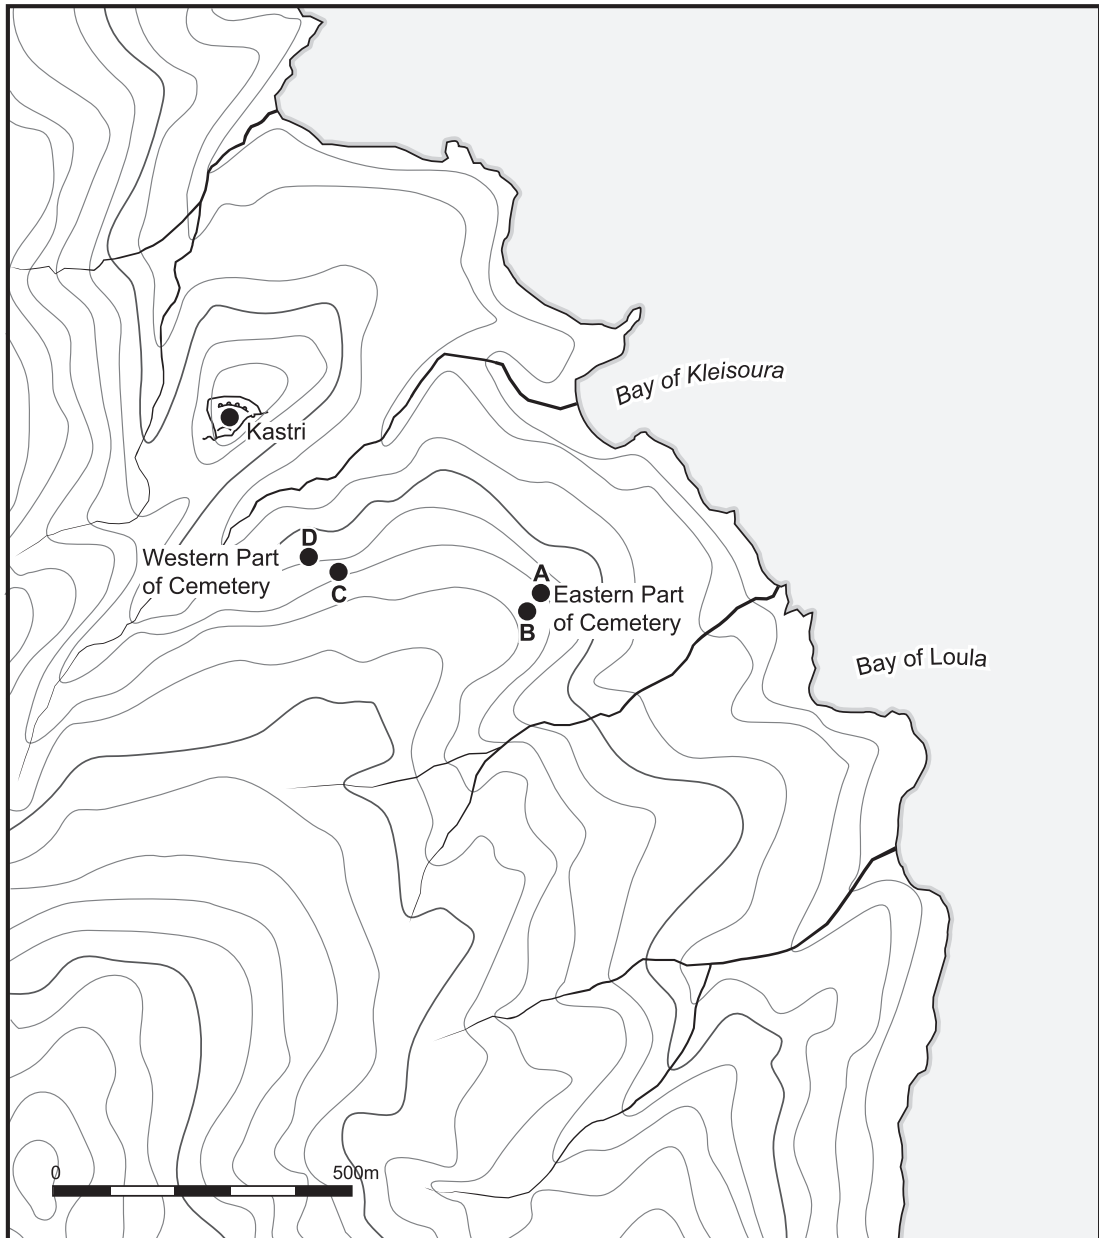 Bay of Kleisoura
Kastri
D
Western Part
of Cemetery
C
A
Eastern Part
of Cemetery
B
Bay of Loula
0
500m